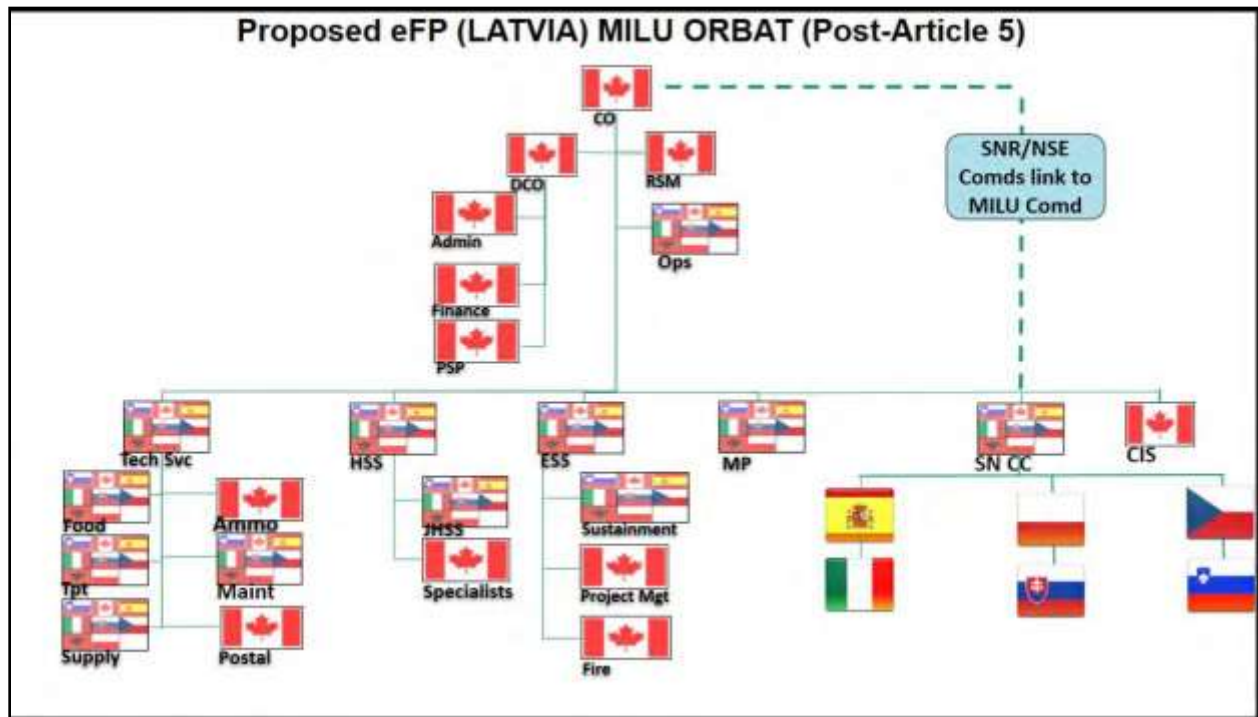 Proposed eFP (LATVIA) MILU ORBAT (Post-Article 5)
CO
DCO
RSM
SNR/NSE
Comds link to
MILU Comd
Admin
Ops
Finance
PSP
Tech Svc
HSS
ESS
MP
SN CC
CIS
Food
Ammo
JHSS
Sustainment
Tpt
Maint
Specialists
Project Mgt
Supply
Postal
Fire